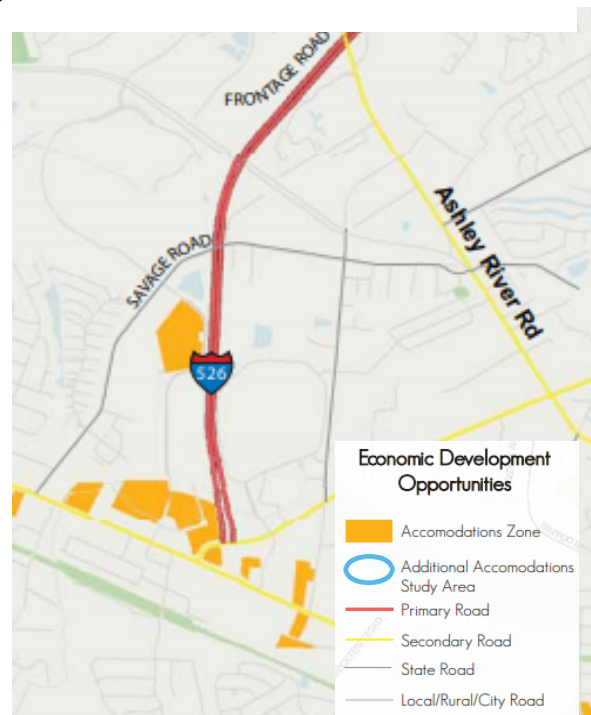 FRONTAGE ROAD
SAVAGE ROAD
Ashley River Rd
526
Economic Development
Opportunities
Accomodations Zone
Additional Accomodations
Study Area
Primary Road
Secondary Road
State Road
Local/Rural/City Road